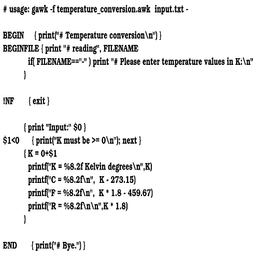 # usage: gawk -f temperature_conversion.awk input.txt -
BEGIN { printf("# Temperature conversion\n") }
BEGINFILE { print "# reading", FILENAME
if( FILENAME=="-" ) print "# Please enter temperature values in K:\n"
}
!NF { exit }
{ print "Input:" $0 }
$1<0 { printf("K must be >= 0\n"); next }
{ K = 0+$1
printf("K = %8.2f Kelvin degrees\n",K)
printf("C = %8.2f\n", K - 273.15)
printf("F = %8.2f\n", K * 1.8 - 459.67)
printf("R = %8.2f\n\n",K * 1.8)
}
END { printf("# Bye.") }